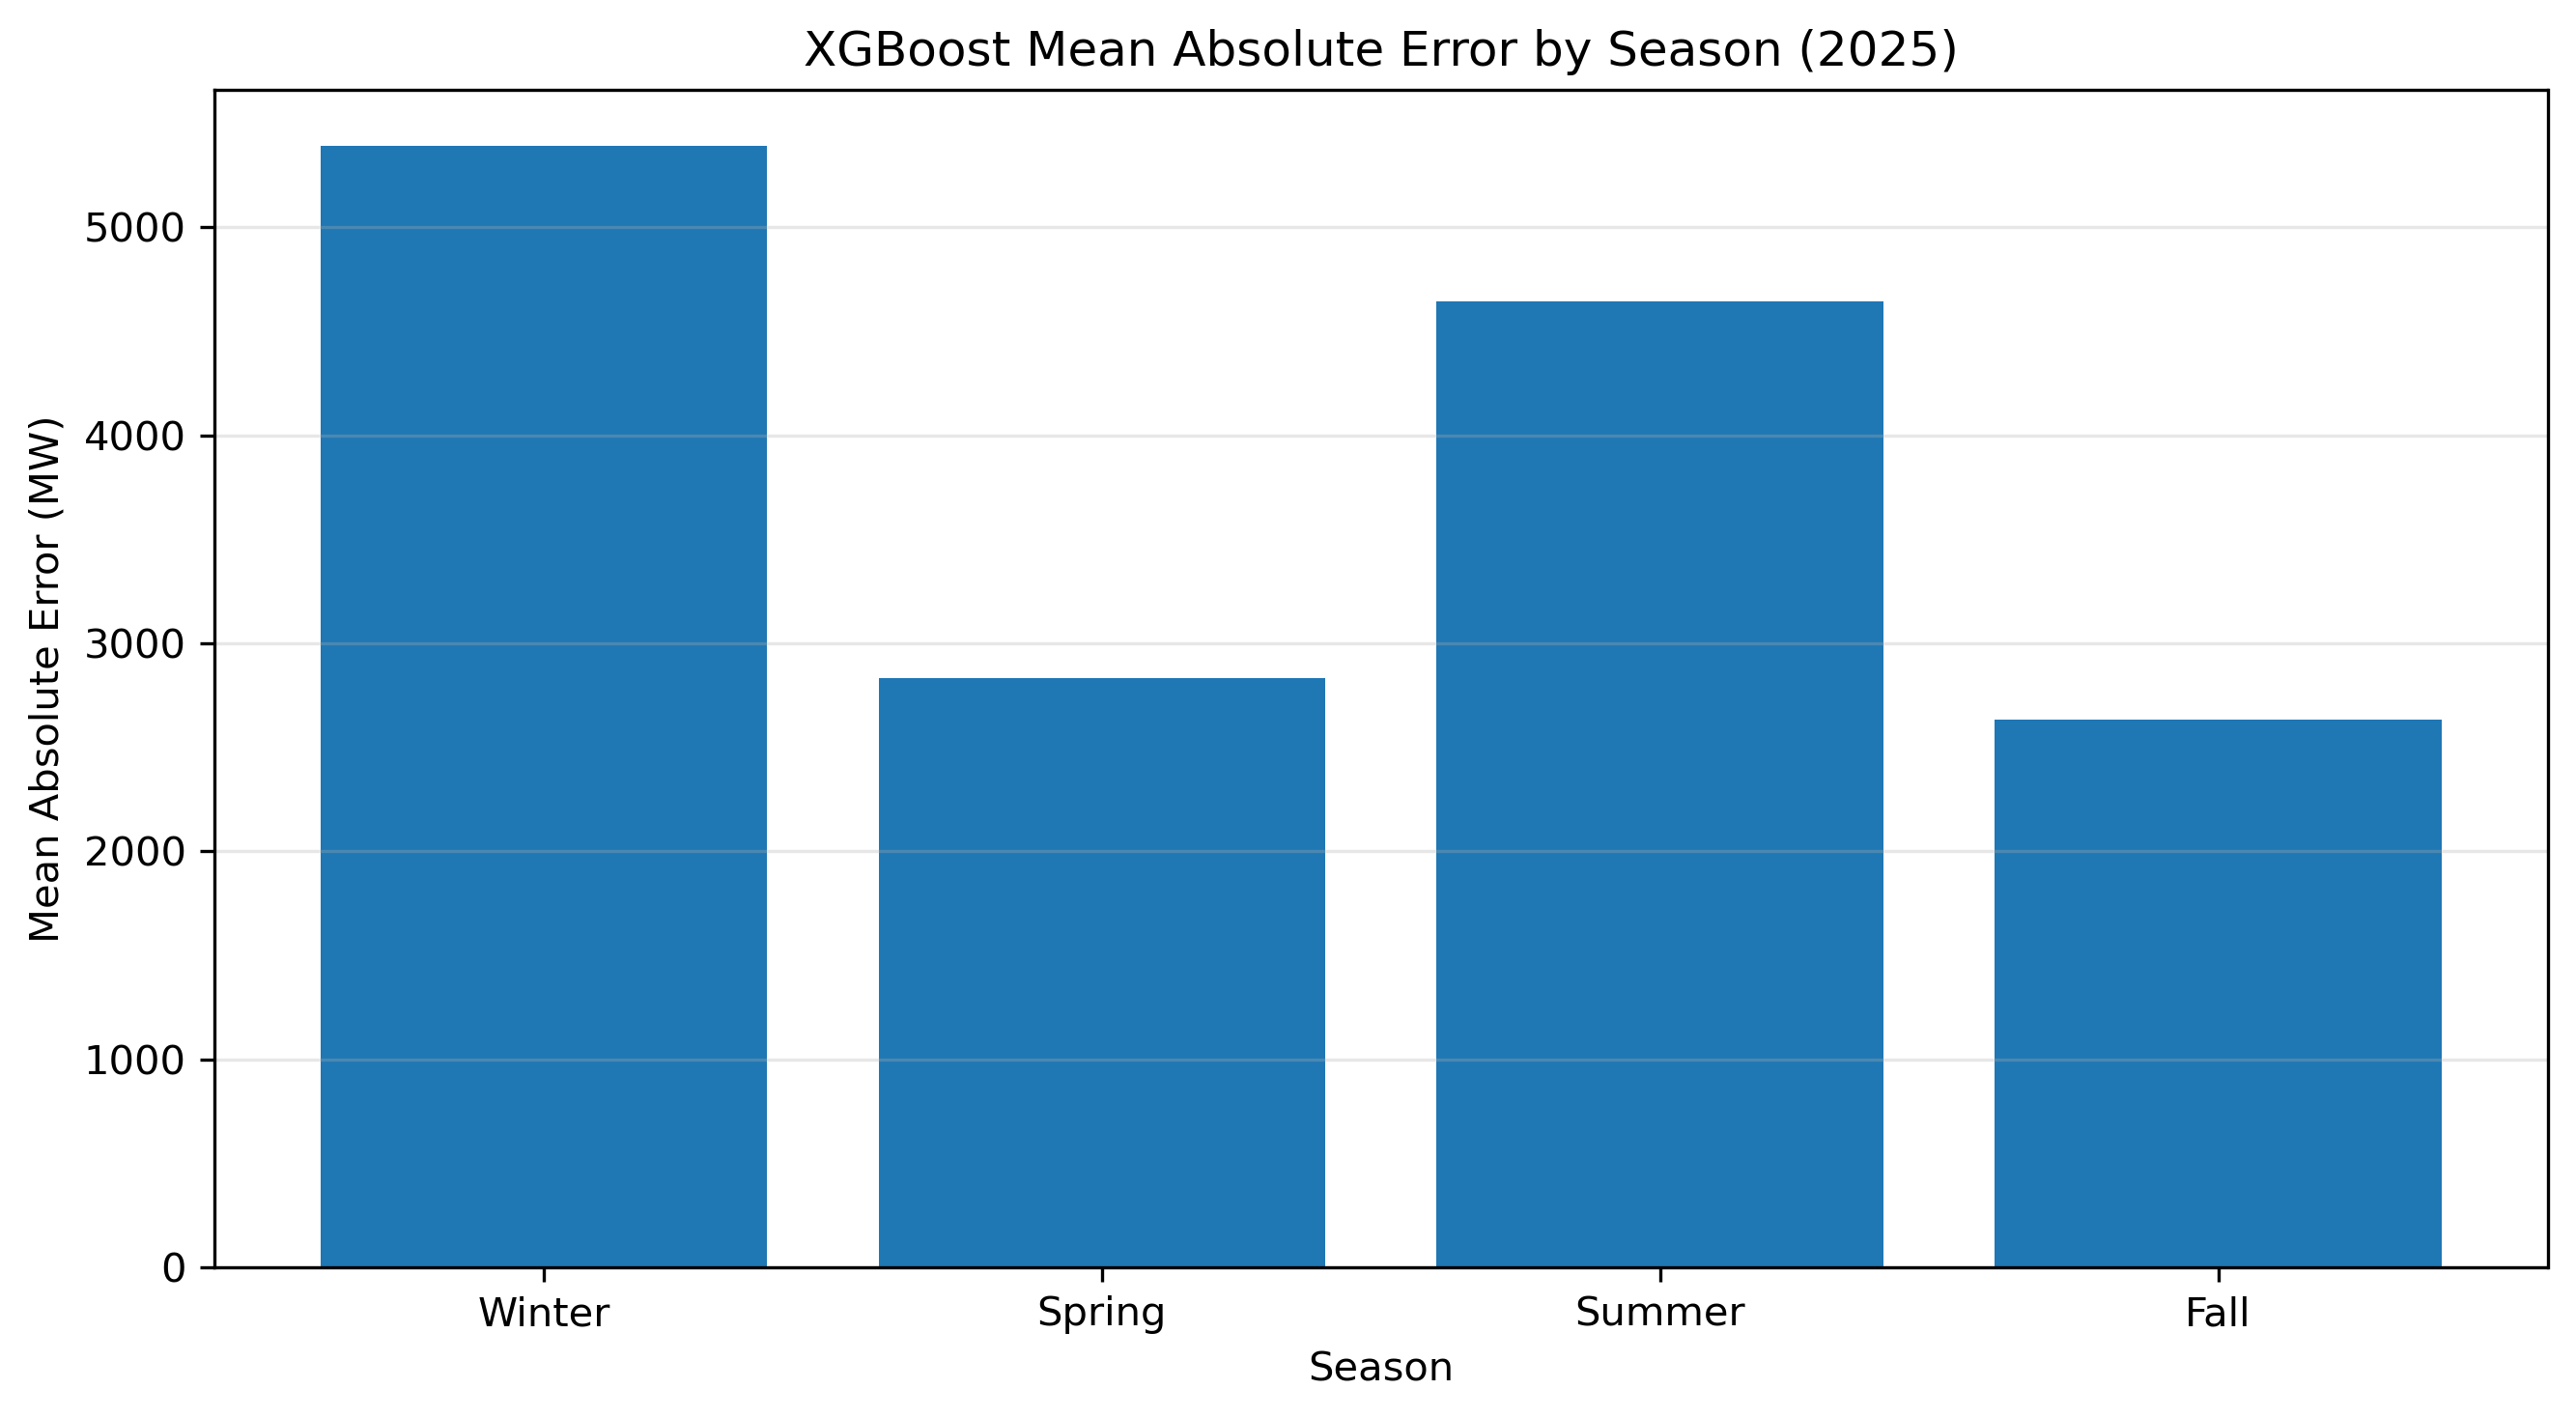 XGBoost Mean Absolute Error by Season (2025)
Mean Absolute Error (MW)
5000
4000
3000
2000
1000
0
Winter Spring Summer Fall
Season